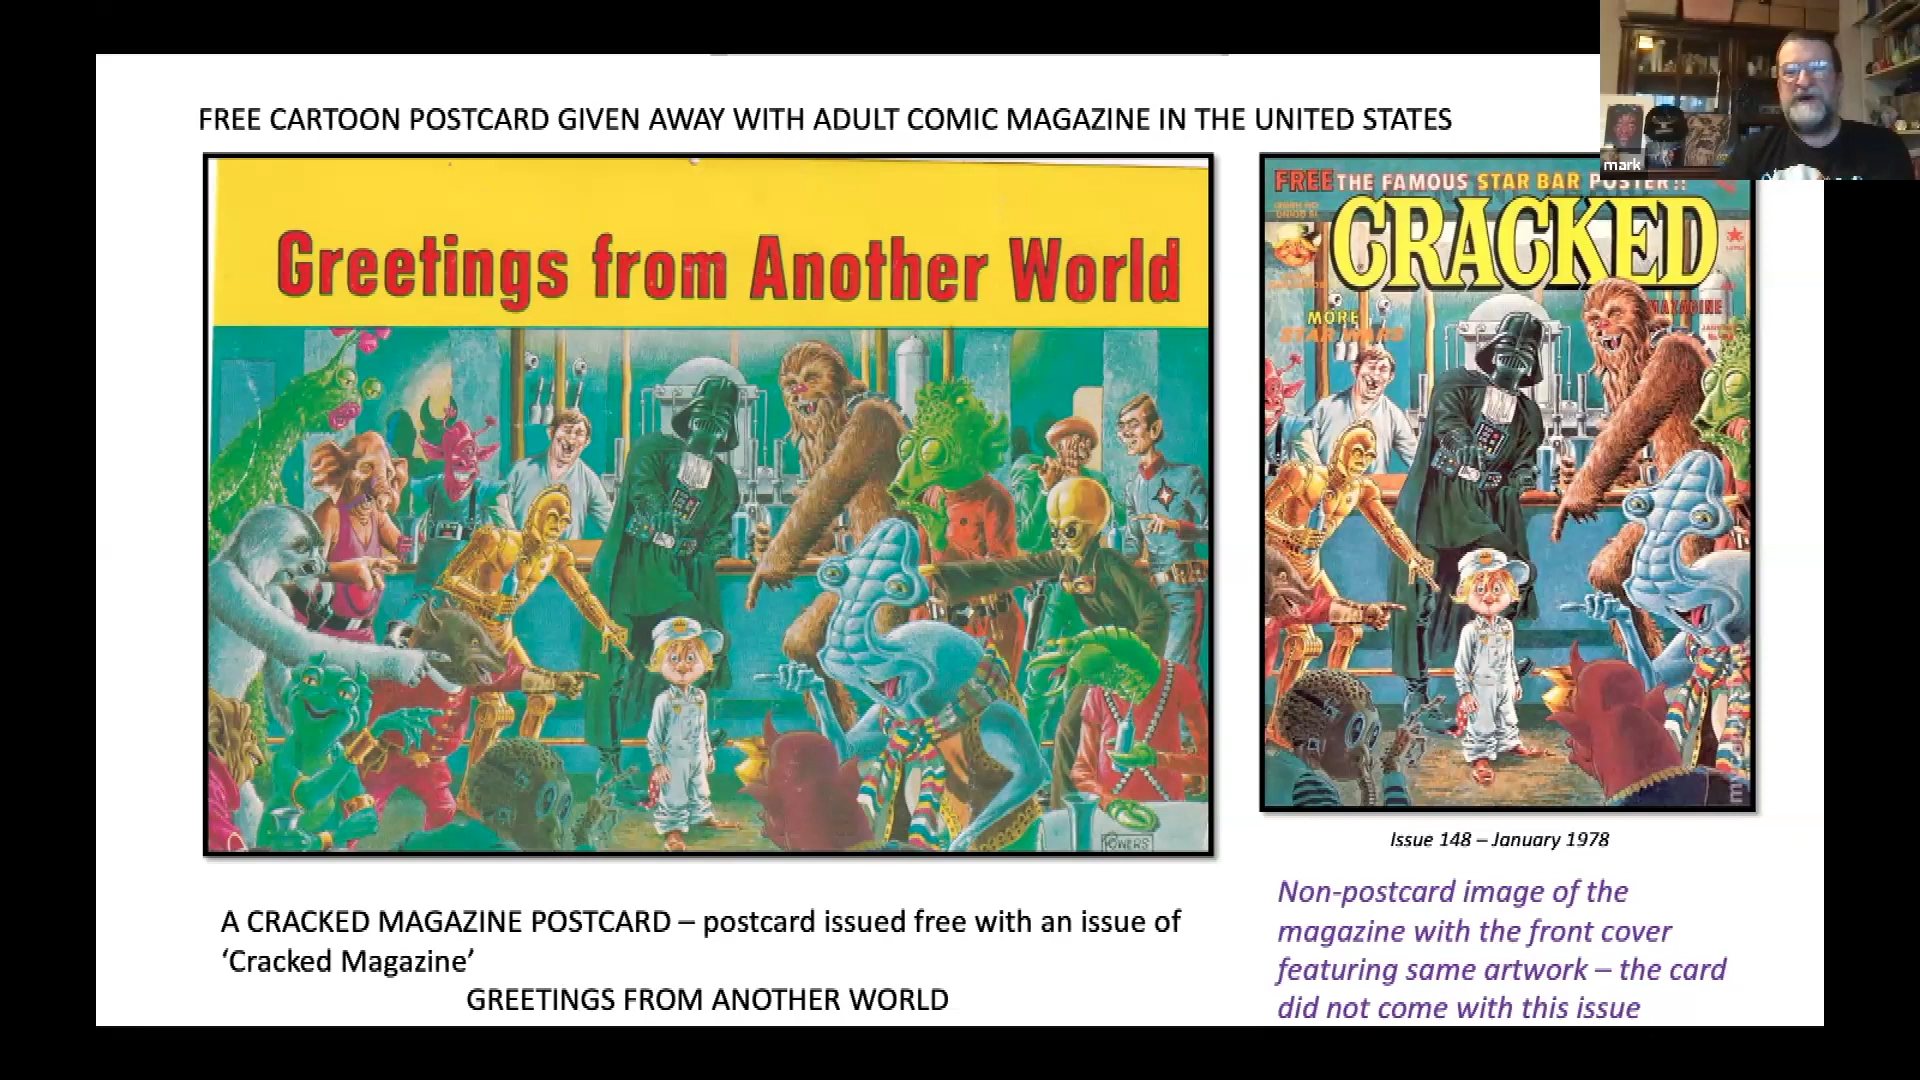 FREE CARTOON POSTCARD GIVEN AWAY WITH ADULT COMIC MAGAZINE IN THE UNITED STATES
mark
Greetings from Another World
POWERS
FREE THE FAMOUS STAR BAR POSTER!!
CRACKED
MAGAZINE
MORE
STAR WARS
Issue 148 – January 1978
A CRACKED MAGAZINE POSTCARD – postcard issued free with an issue of
‘Cracked Magazine’
GREETINGS FROM ANOTHER WORLD
Non-postcard image of the
magazine with the front cover
featuring same artwork – the card
did not come with this issue